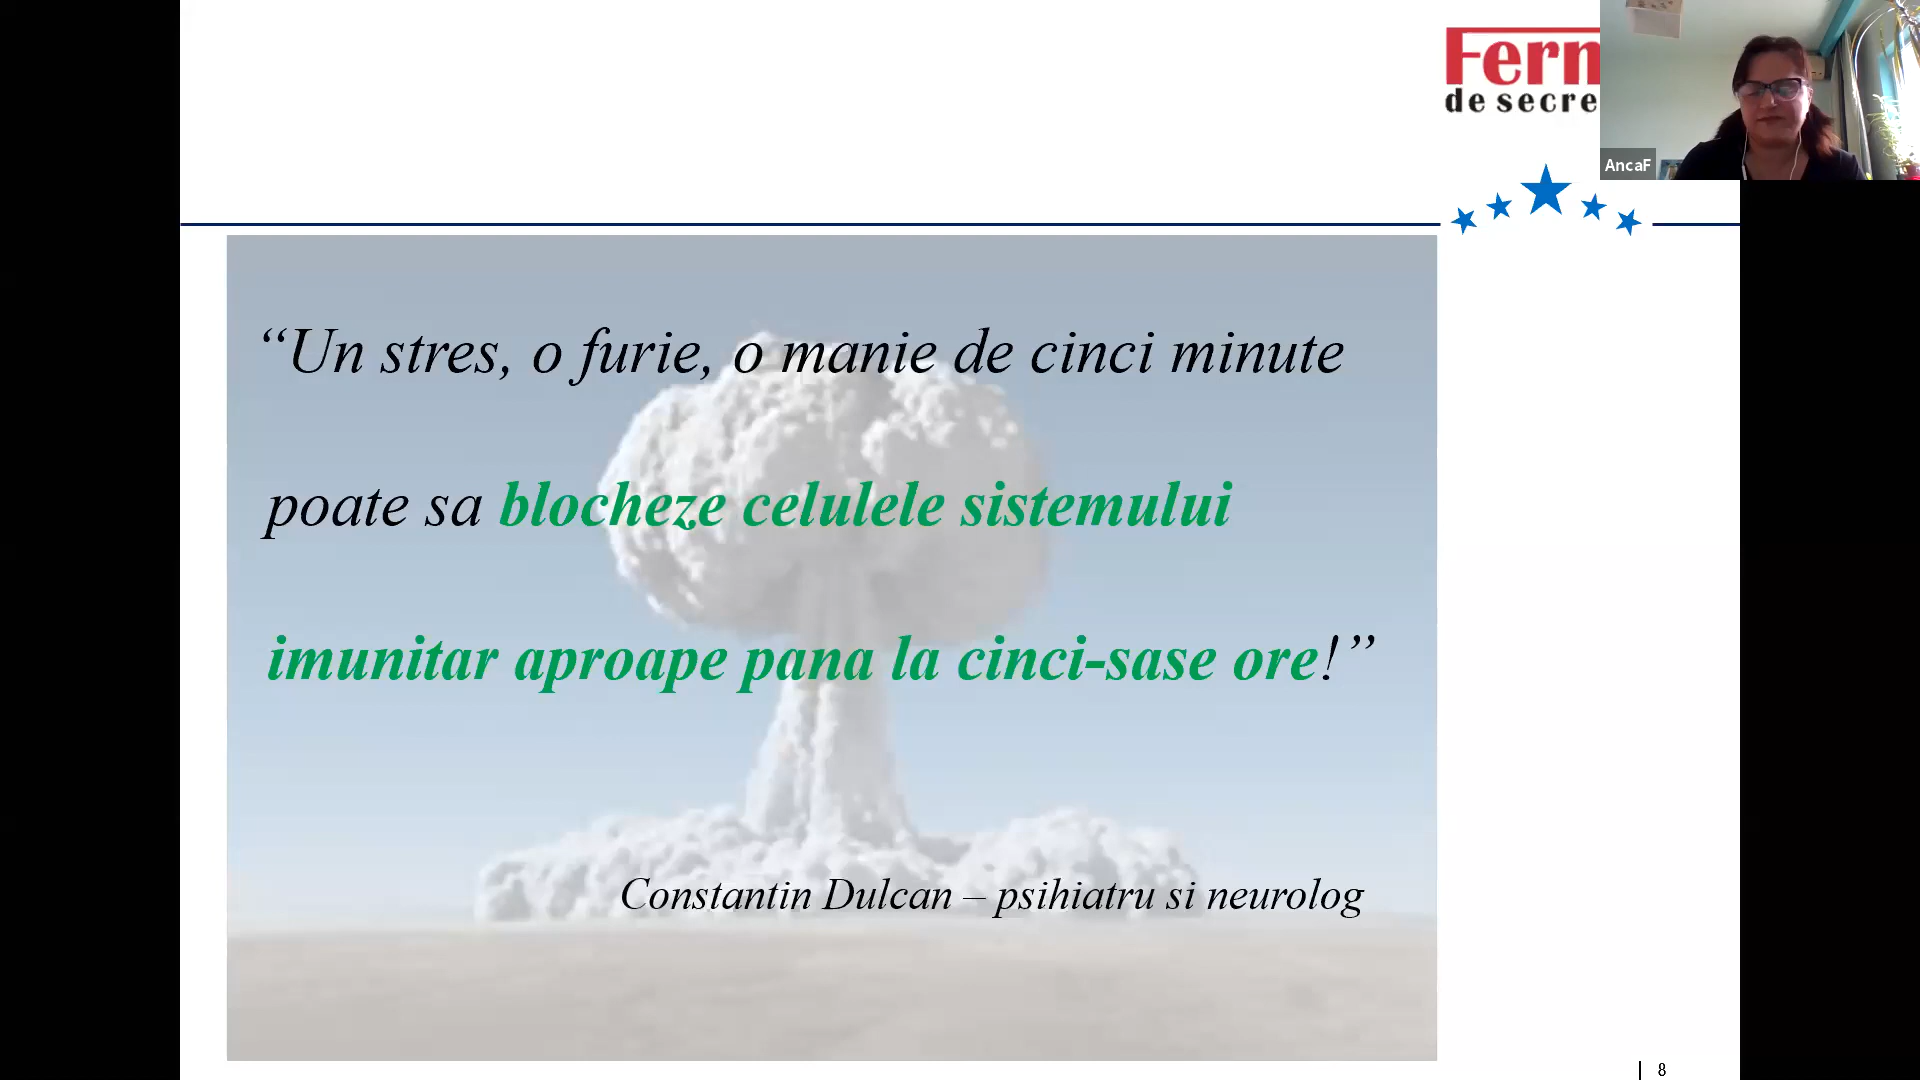 Fern
de secre
AncaF
“Un stres, o furie, o manie de cinci minute
poate sa blocheze celulele sistemului
imunitar aproape pana la cinci-sase ore!”
Constantin Dulcan – psihiatru si neurolog
8